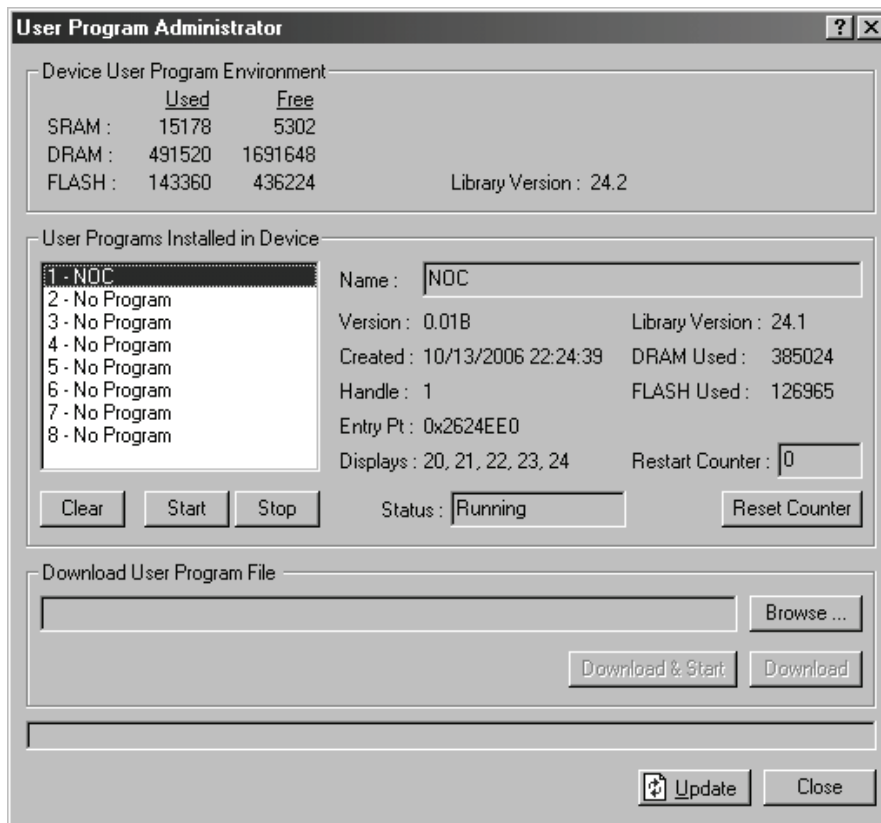 User Program Administrator
Device User Program Environment
Used Free
SRAM : 15178 5302
DRAM : 491520 1691648
FLASH : 143360 436224 Library Version : 24.2
User Programs Installed in Device
1 - NOC
2 - No Program
3 - No Program
4 - No Program
5 - No Program
6 - No Program
7 - No Program
8 - No Program
Name : NOC
Version : 0.01B Library Version : 24.1
Created : 10/13/2006 22:24:39 DRAM Used : 385024
Handle : 1 FLASH Used : 126965
Entry Pt : 0x2624EE0
Displays : 20, 21, 22, 23, 24 Restart Counter : 0
Clear Start Stop Status : Running Reset Counter
Download User Program File
Browse ...
Download & Start Download
Update Close